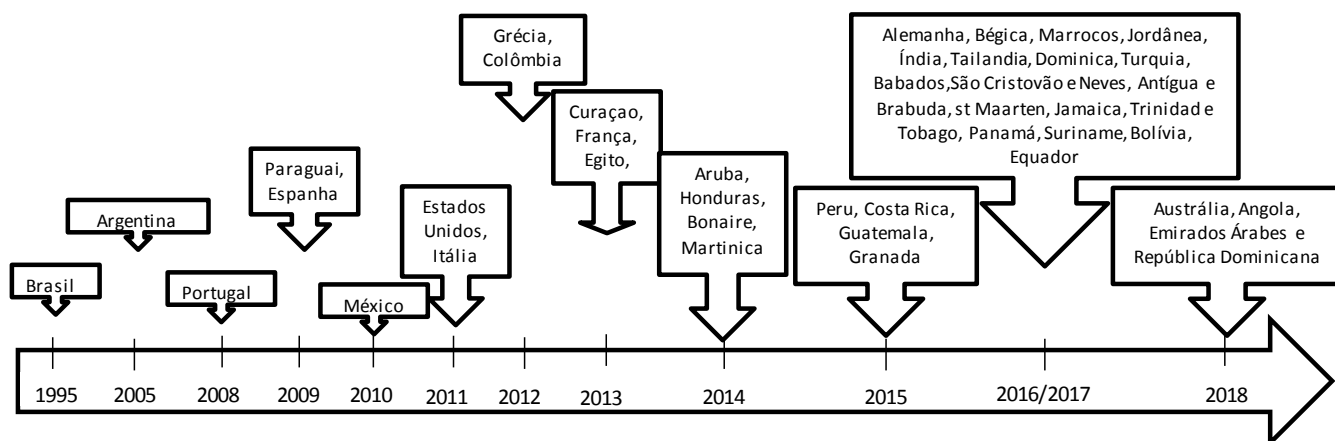 Brasil
Argentina
Portugal
Paraguai,
Espanha
México
Estados
Unidos,
Itália
Grécia,
Colômbia
Curaçao,
França,
Egito,
Aruba,
Honduras,
Bonaire,
Martinica
Peru, Costa Rica,
Guatemala,
Granada
Alemanha, Bégica, Marrocos, Jordânea,
Índia, Tailandia, Dominica, Turquia,
Babados,São Cristovão e Neves, Antígua e
Brabuda, st Maarten, Jamaica, Trinidad e
Tobago, Panamá, Suriname, Bolívia,
Equador
Austrália, Angola,
Emirados Árabes e
República Dominicana
1995
2005
2008
2009
2010
2011
2012
2013
2014
2015
2016/2017
2018